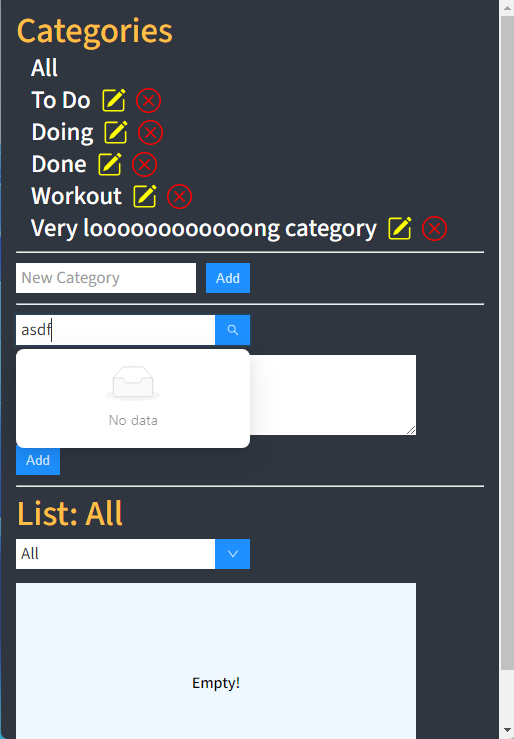 Categories
All
To Do
Doing
Done
Workout
Very looooooooooooong category
New Category Add
asdf
No data
Add
List: All
All
Empty!